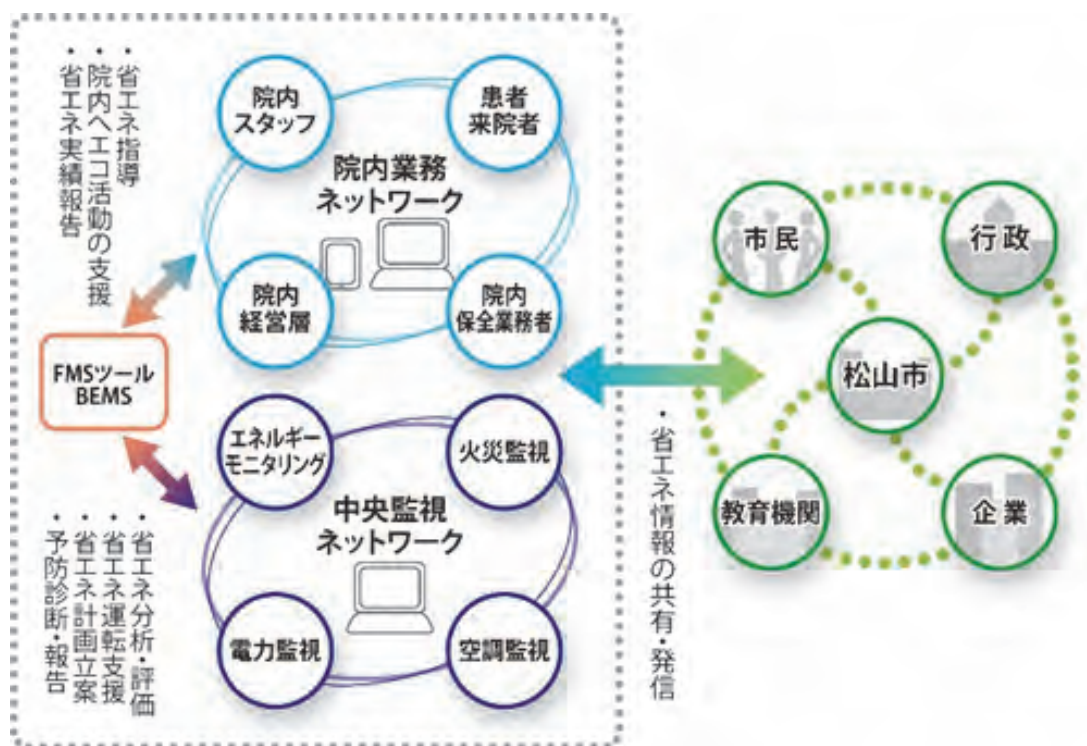 ・省エネ指導
・院内へエコ活動の支援
・省エネ実績報告
院内
スタッフ
患者
来院者
院内業務
ネットワーク
院内
経営層
院内
保全業務者
FMSツール
BEMS
エネルギー
モニタリング
火災監視
中央監視
ネットワーク
電力監視
空調監視
・省エネ分析・評価
・省エネ運転支援
・省エネ計画立案
・予防診断・報告
・省エネ情報の共有・発信
市民
行政
松山市
教育機関
企業